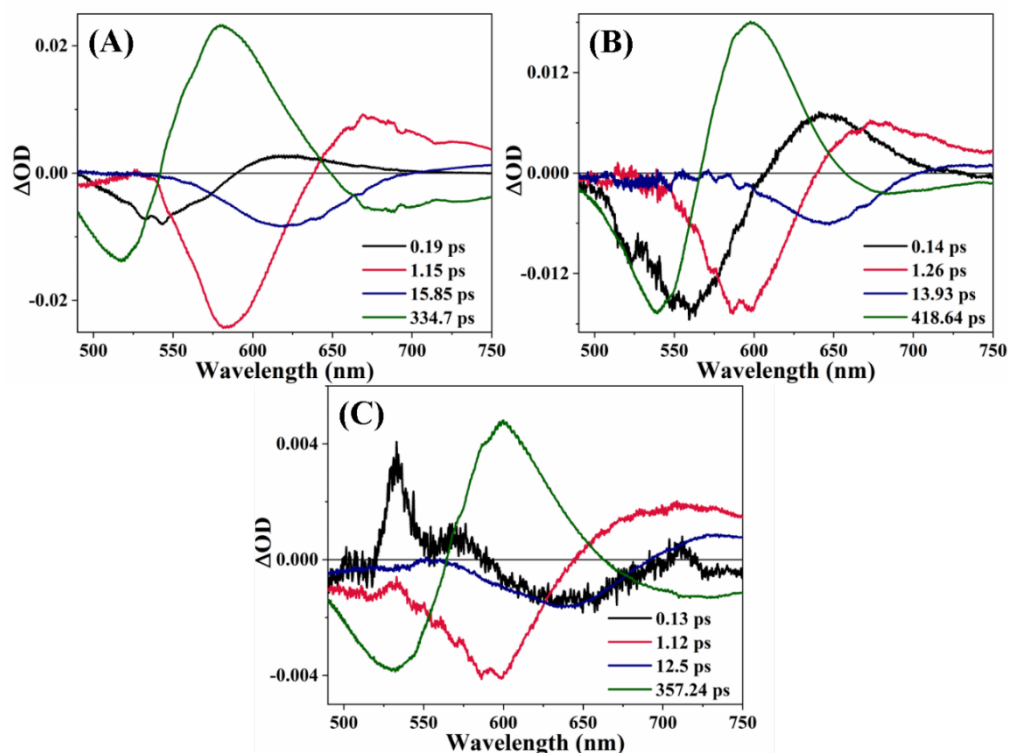 (A)
ΔOD
0.02
0.00
-0.02
0.19 ps
1.15 ps
15.85 ps
334.7 ps
500 550 600 650 700 750
Wavelength (nm)
(B)
ΔOD
0.012
0.000
-0.012
0.14 ps
1.26 ps
13.93 ps
418.64 ps
500 550 600 650 700 750
Wavelength (nm)
(C)
ΔOD
0.004
0.000
-0.004
0.13 ps
1.12 ps
12.5 ps
357.24 ps
500 550 600 650 700 750
Wavelength (nm)